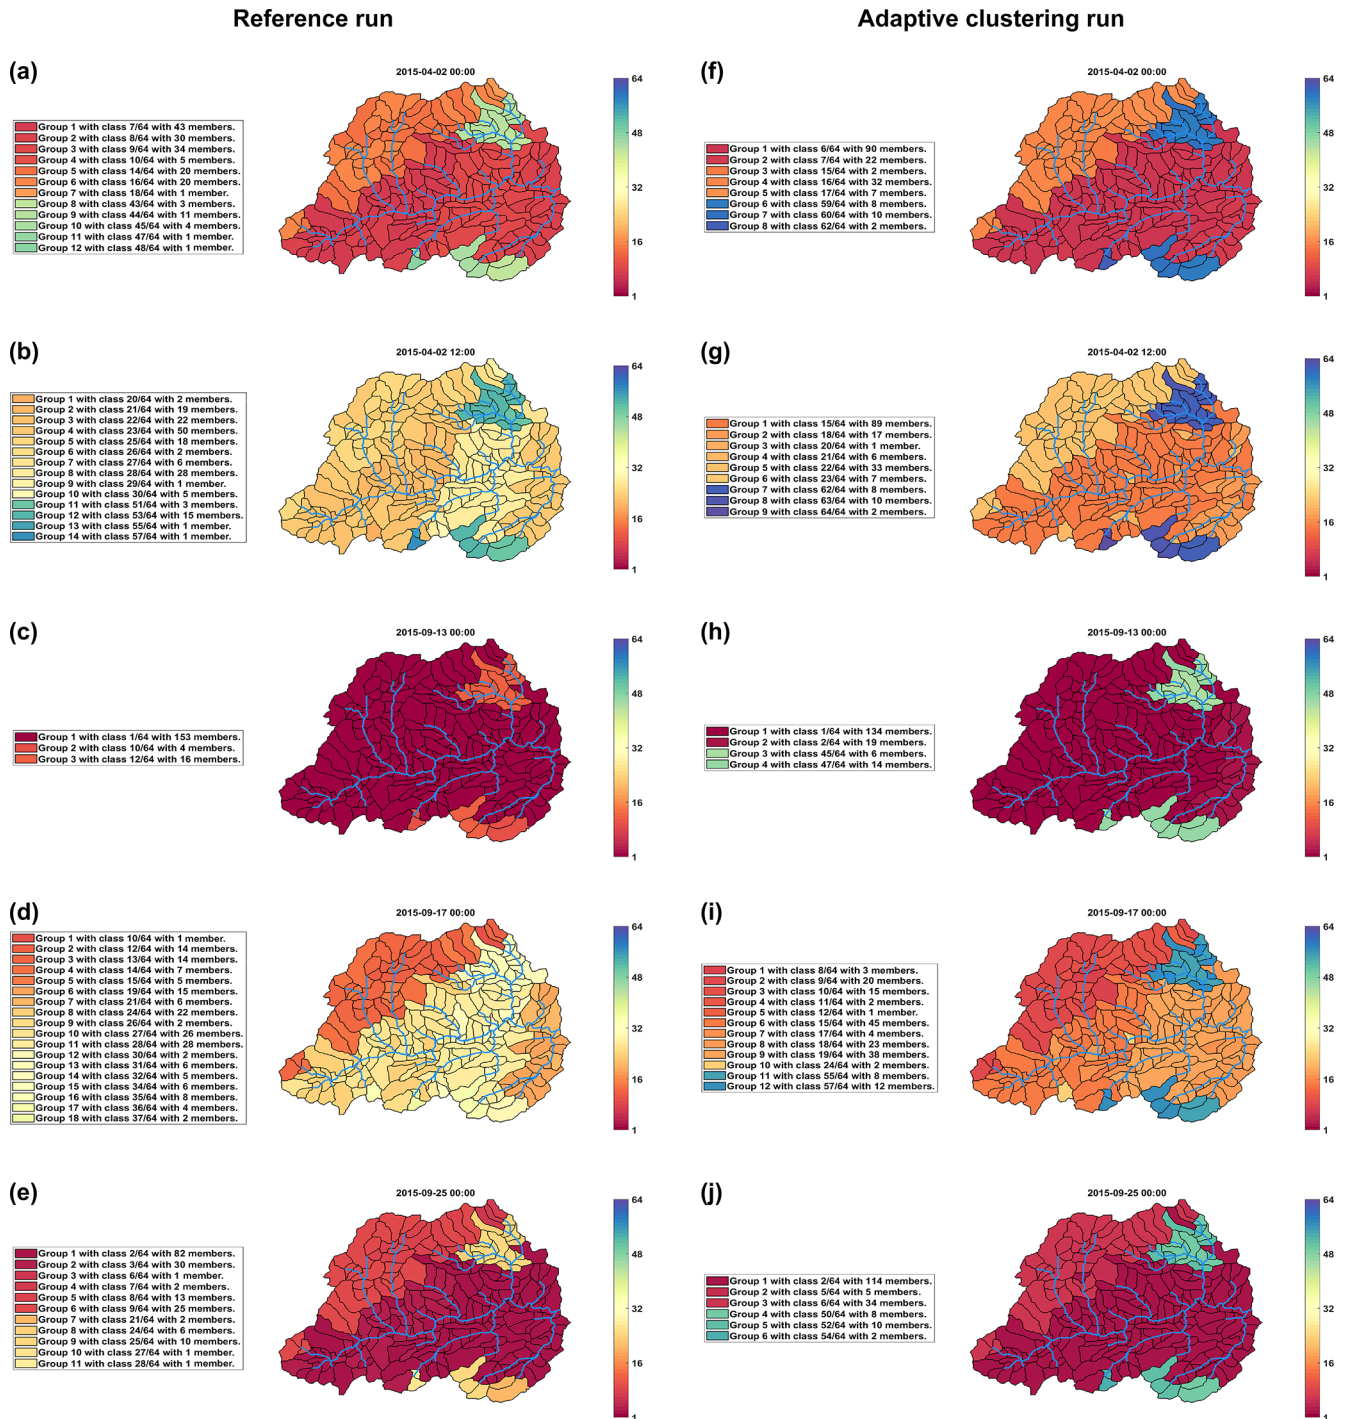 Reference run
Adaptive clustering run
(a)
2015-04-02 00:00
Group 1 with class 7/64 with 43 members.
Group 2 with class 8/64 with 30 members.
Group 3 with class 9/64 with 34 members.
Group 4 with class 10/64 with 5 members.
Group 5 with class 14/64 with 20 members.
Group 6 with class 16/64 with 20 members.
Group 7 with class 18/64 with 1 member.
Group 8 with class 43/64 with 3 members.
Group 9 with class 44/64 with 11 members.
Group 10 with class 45/64 with 4 members.
Group 11 with class 47/64 with 1 member.
Group 12 with class 48/64 with 1 member.
64
48
32
16
1
(f)
2015-04-02 00:00
Group 1 with class 6/64 with 90 members.
Group 2 with class 7/64 with 22 members.
Group 3 with class 15/64 with 2 members.
Group 4 with class 16/64 with 32 members.
Group 5 with class 17/64 with 7 members.
Group 6 with class 59/64 with 8 members.
Group 7 with class 60/64 with 10 members.
Group 8 with class 62/64 with 2 members.
64
48
32
16
1
(b)
2015-04-02 12:00
Group 1 with class 20/64 with 2 members.
Group 2 with class 21/64 with 19 members.
Group 3 with class 22/64 with 22 members.
Group 4 with class 23/64 with 50 members.
Group 5 with class 25/64 with 18 members.
Group 6 with class 26/64 with 2 members.
Group 7 with class 27/64 with 6 members.
Group 8 with class 28/64 with 28 members.
Group 9 with class 29/64 with 1 member.
Group 10 with class 30/64 with 5 members.
Group 11 with class 51/64 with 3 members.
Group 12 with class 53/64 with 15 members.
Group 13 with class 55/64 with 1 member.
Group 14 with class 57/64 with 1 member.
64
48
32
16
1
(g)
2015-04-02 12:00
Group 1 with class 15/64 with 89 members.
Group 2 with class 18/64 with 17 members.
Group 3 with class 20/64 with 1 member.
Group 4 with class 21/64 with 6 members.
Group 5 with class 22/64 with 33 members.
Group 6 with class 23/64 with 7 members.
Group 7 with class 62/64 with 8 members.
Group 8 with class 63/64 with 10 members.
Group 9 with class 64/64 with 2 members.
64
48
32
16
1
(c)
2015-09-13 00:00
Group 1 with class 1/64 with 153 members.
Group 2 with class 10/64 with 4 members.
Group 3 with class 12/64 with 16 members.
64
48
32
16
1
(h)
2015-09-13 00:00
Group 1 with class 1/64 with 134 members.
Group 2 with class 2/64 with 19 members.
Group 3 with class 45/64 with 6 members.
Group 4 with class 47/64 with 14 members.
64
48
32
16
1
(d)
2015-09-17 00:00
Group 1 with class 10/64 with 1 member.
Group 2 with class 12/64 with 14 members.
Group 3 with class 13/64 with 14 members.
Group 4 with class 14/64 with 7 members.
Group 5 with class 15/64 with 5 members.
Group 6 with class 19/64 with 15 members.
Group 7 with class 21/64 with 6 members.
Group 8 with class 24/64 with 22 members.
Group 9 with class 26/64 with 2 members.
Group 10 with class 27/64 with 26 members.
Group 11 with class 28/64 with 28 members.
Group 12 with class 30/64 with 2 members.
Group 13 with class 31/64 with 6 members.
Group 14 with class 32/64 with 5 members.
Group 15 with class 34/64 with 6 members.
Group 16 with class 35/64 with 8 members.
Group 17 with class 36/64 with 4 members.
Group 18 with class 37/64 with 2 members.
64
48
32
16
1
(i)
2015-09-17 00:00
Group 1 with class 8/64 with 3 members.
Group 2 with class 9/64 with 20 members.
Group 3 with class 10/64 with 15 members.
Group 4 with class 11/64 with 2 members.
Group 5 with class 12/64 with 1 member.
Group 6 with class 15/64 with 45 members.
Group 7 with class 17/64 with 4 members.
Group 8 with class 18/64 with 23 members.
Group 9 with class 19/64 with 38 members.
Group 10 with class 24/64 with 2 members.
Group 11 with class 55/64 with 8 members.
Group 12 with class 57/64 with 12 members.
64
48
32
16
1
(e)
2015-09-25 00:00
Group 1 with class 2/64 with 82 members.
Group 2 with class 3/64 with 30 members.
Group 3 with class 6/64 with 1 member.
Group 4 with class 7/64 with 2 members.
Group 5 with class 8/64 with 13 members.
Group 6 with class 9/64 with 25 members.
Group 7 with class 21/64 with 2 members.
Group 8 with class 24/64 with 6 members.
Group 9 with class 25/64 with 10 members.
Group 10 with class 27/64 with 1 member.
Group 11 with class 28/64 with 1 member.
64
48
32
16
1
(j)
2015-09-25 00:00
Group 1 with class 2/64 with 114 members.
Group 2 with class 5/64 with 5 members.
Group 3 with class 6/64 with 34 members.
Group 4 with class 50/64 with 8 members.
Group 5 with class 52/64 with 10 members.
Group 6 with class 54/64 with 2 members.
64
48
32
16
1